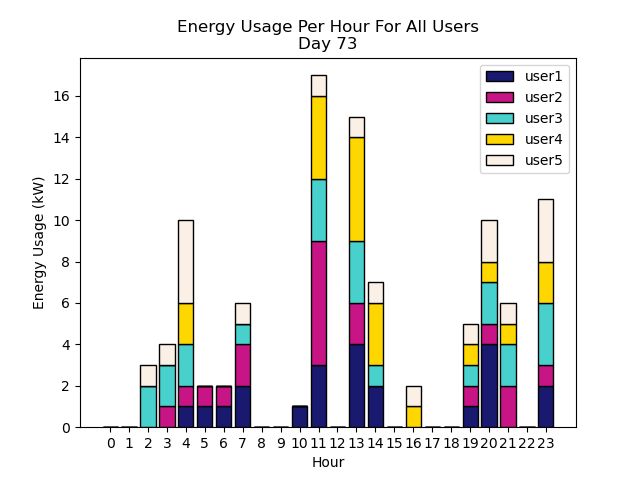 Energy Usage Per Hour For All Users
Day 73
user1
user2
user3
user4
user5
Energy Usage (kW)
16
14
12
10
8
6
4
2
0
0 1 2 3 4 5 6 7 8 9 10 11 12 13 14 15 16 17 18 19 20 21 22 23
Hour